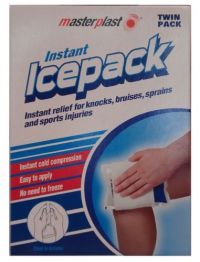 masterplast
TWIN
PACK
Instant
Icepack
Instant relief for knocks, bruises, sprains
and sports injuries
Instant cold compression
Easy to apply
No need to freeze